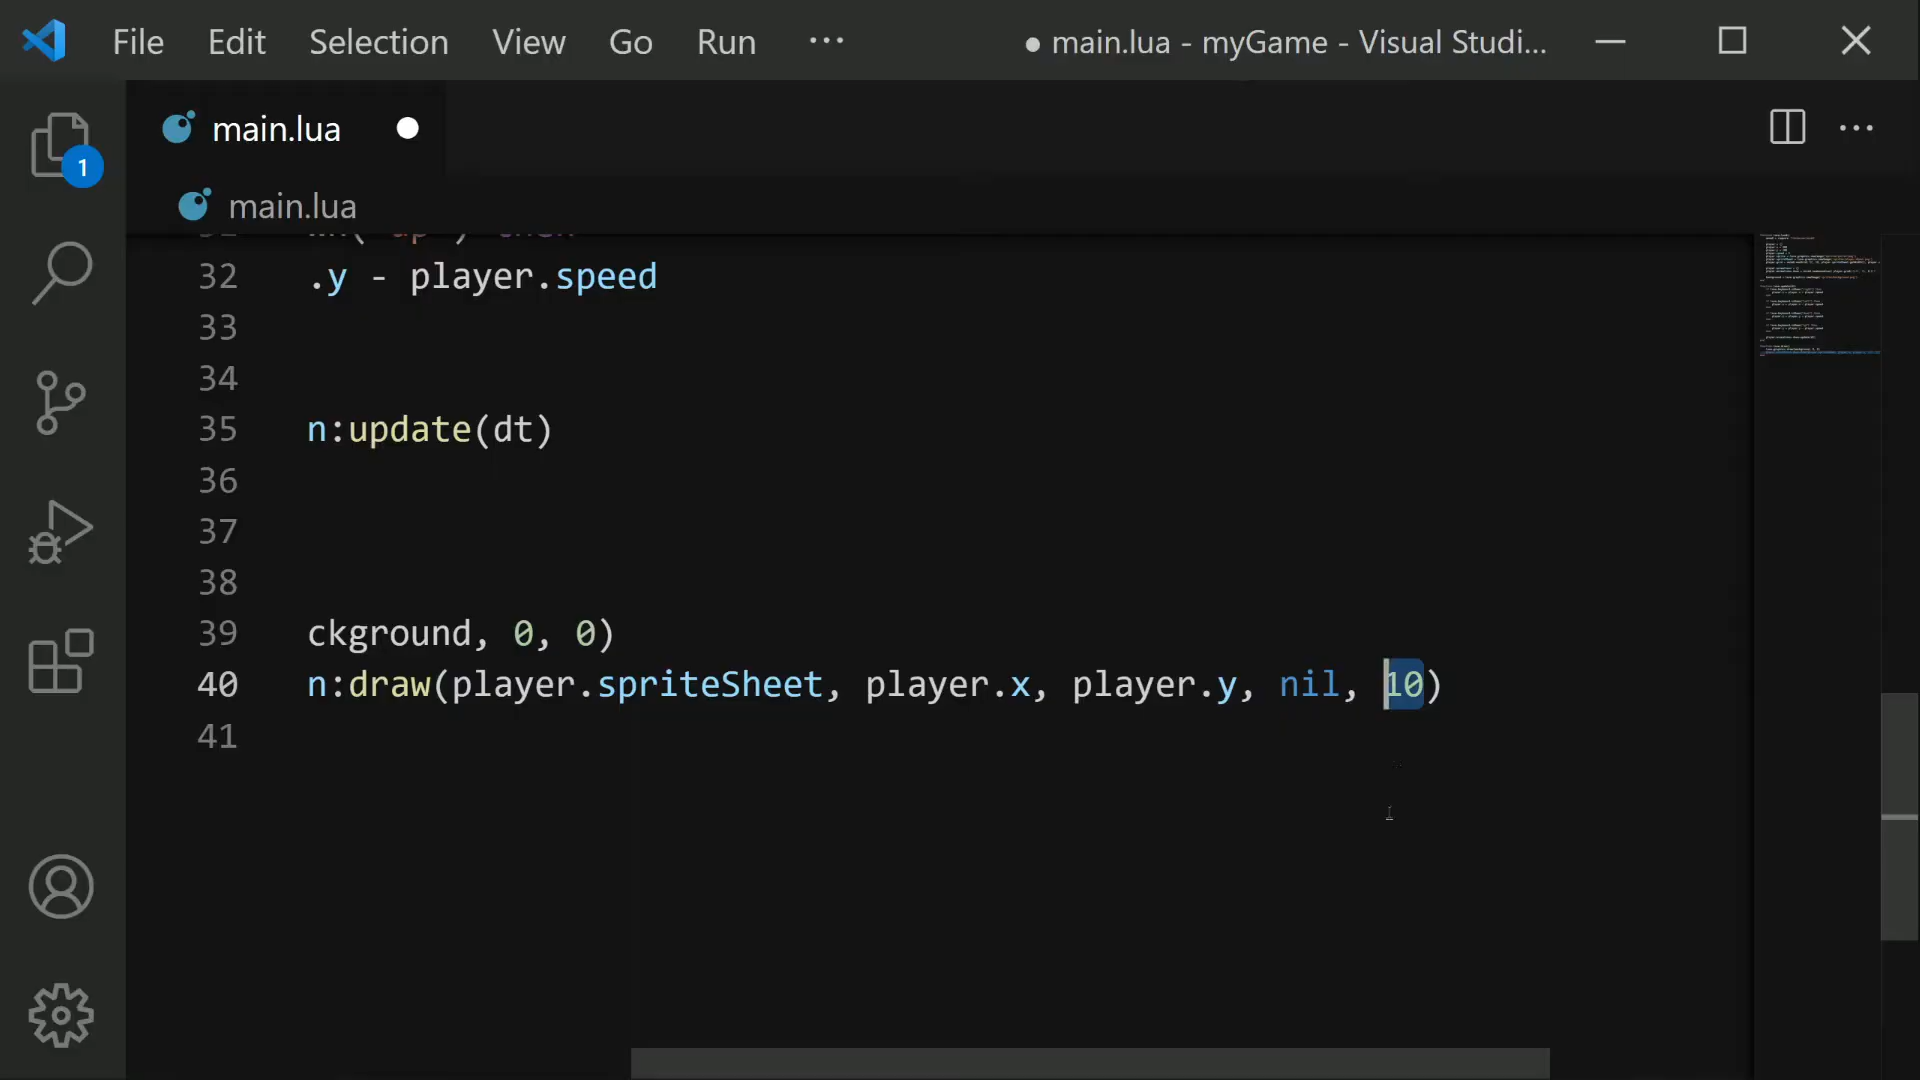 File Edit Selection View Go Run ··· ● main.lua - myGame - Visual Studi...
main.lua ●
1
main.lua
32 .y - player.speed
33
34
35 n:update(dt)
36
37
38
39 ckground, 0, 0)
40 n:draw(player.spriteSheet, player.x, player.y, nil, 10)
41